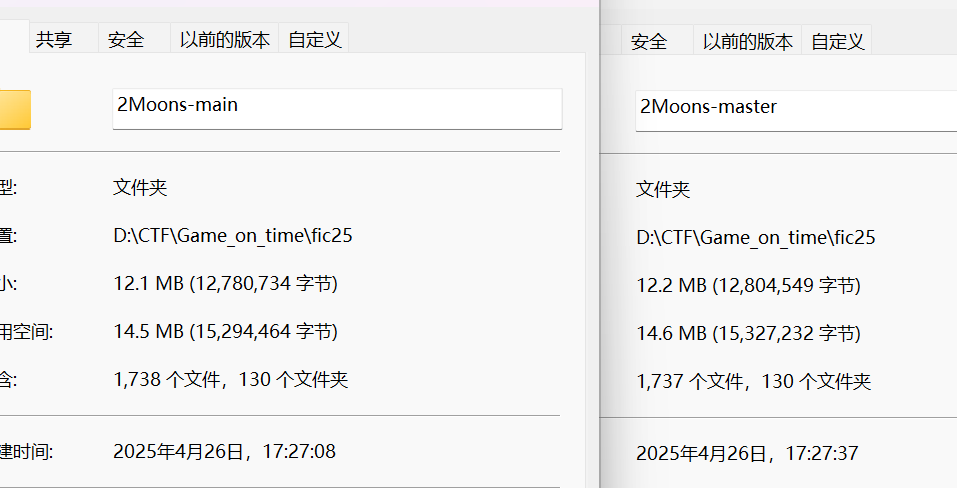 共享 安全 以前的版本 自定义
2Moons-main
型: 文件夹
置: D:\CTF\Game_on_time\fic25
小: 12.1 MB (12,780,734 字节)
用空间: 14.5 MB (15,294,464 字节)
含: 1,738 个文件，130 个文件夹
建时间: 2025年4月26日，17:27:08
安全 以前的版本 自定义
2Moons-master
文件夹
D:\CTF\Game_on_time\fic25
12.2 MB (12,804,549 字节)
14.6 MB (15,327,232 字节)
1,737 个文件，130 个文件夹
2025年4月26日，17:27:37